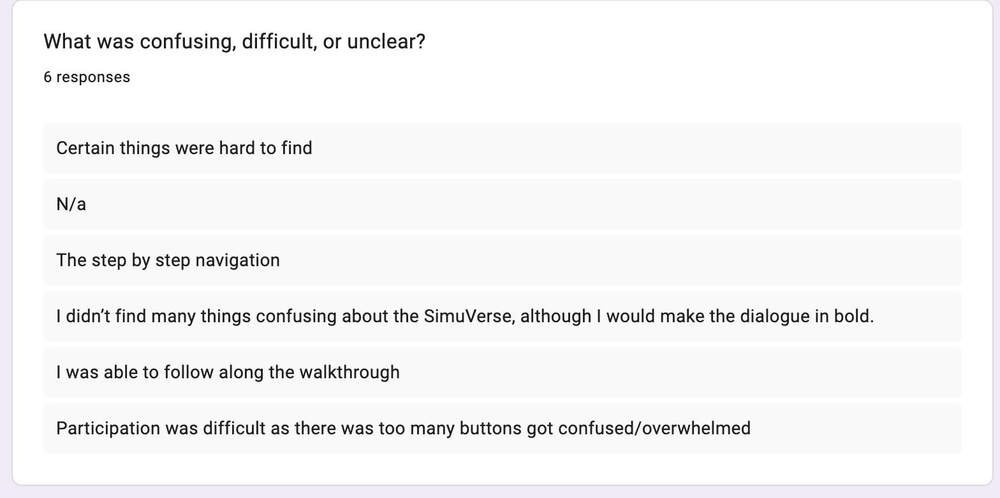 What was confusing, difficult, or unclear?
6 responses
Certain things were hard to find
N/a
The step by step navigation
I didn’t find many things confusing about the SimuVerse, although I would make the dialogue in bold.
I was able to follow along the walkthrough
Participation was difficult as there was too many buttons got confused/overwhelmed